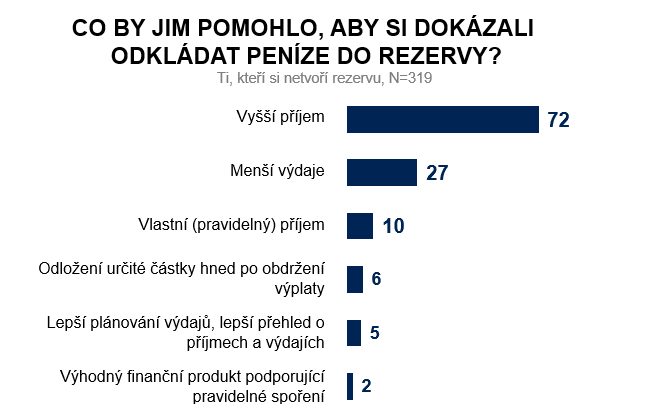 CO BY JIM POMOHLO, ABY SI DOKÁZALI
ODKLÁDAT PENÍZE DO REZERVY?
Ti, kteří si netvoří rezervu, N=319
Vyšší příjem
72
Menší výdaje
27
Vlastní (pravidelný) příjem
10
Odložení určité částky hned po obdržení
výplaty
6
Lepší plánování výdajů, lepší přehled o
příjmech a výdajích
5
Výhodný finanční produkt podporující
pravidelné spoření
2